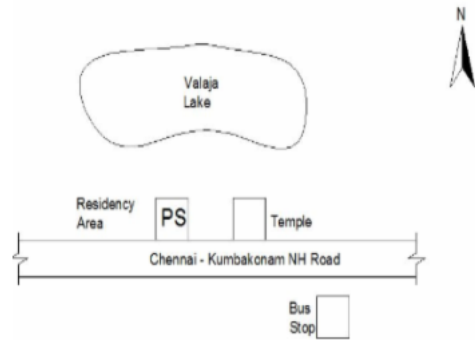 N
Valaja
Lake
Residency
Area
PS
Temple
Chennai - Kumbakonam NH Road
Bus
Stop